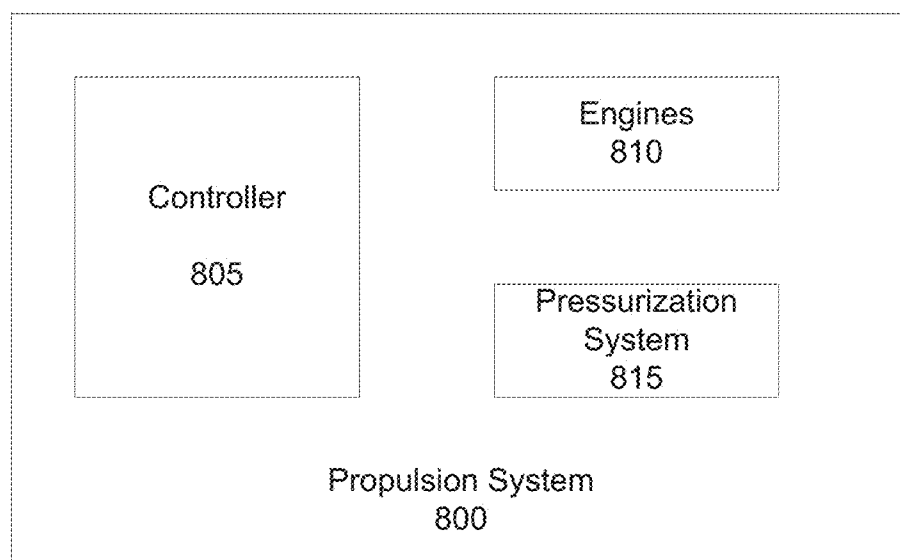 Controller
805
Engines
810
Pressurization
System
815
Propulsion System
800